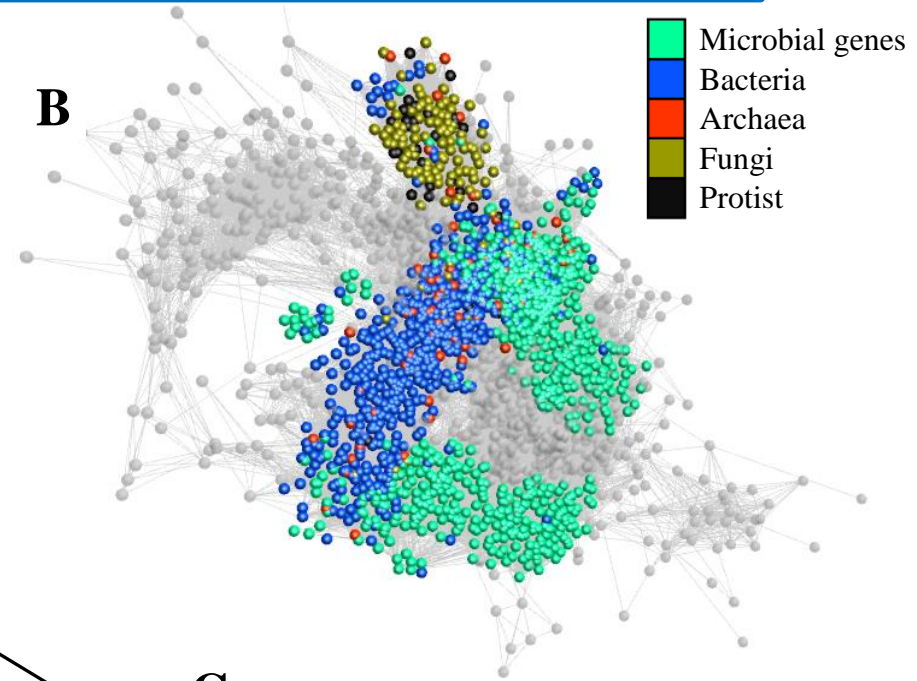 B
Microbial genes
Bacteria
Archaea
Fungi
Protist